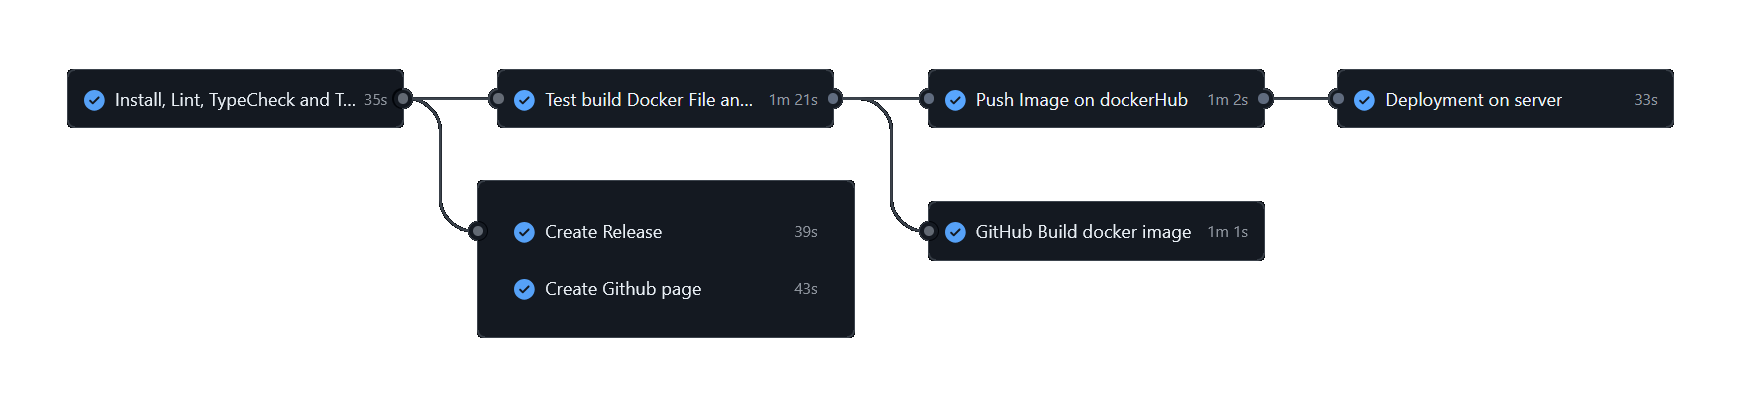 Install, Lint, TypeCheck and T... 35s
Test build Docker File an... 1m 21s
Push Image on dockerHub 1m 2s
Deployment on server 33s
Create Release 39s
Create Github page 43s
GitHub Build docker image 1m 1s